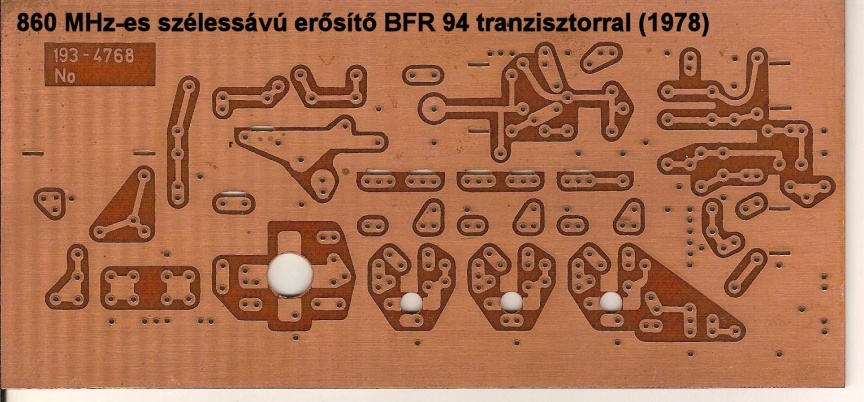 860 MHz-es szélessávú erősítő BFR 94 tranzisztorral (1978)
193-4768
No